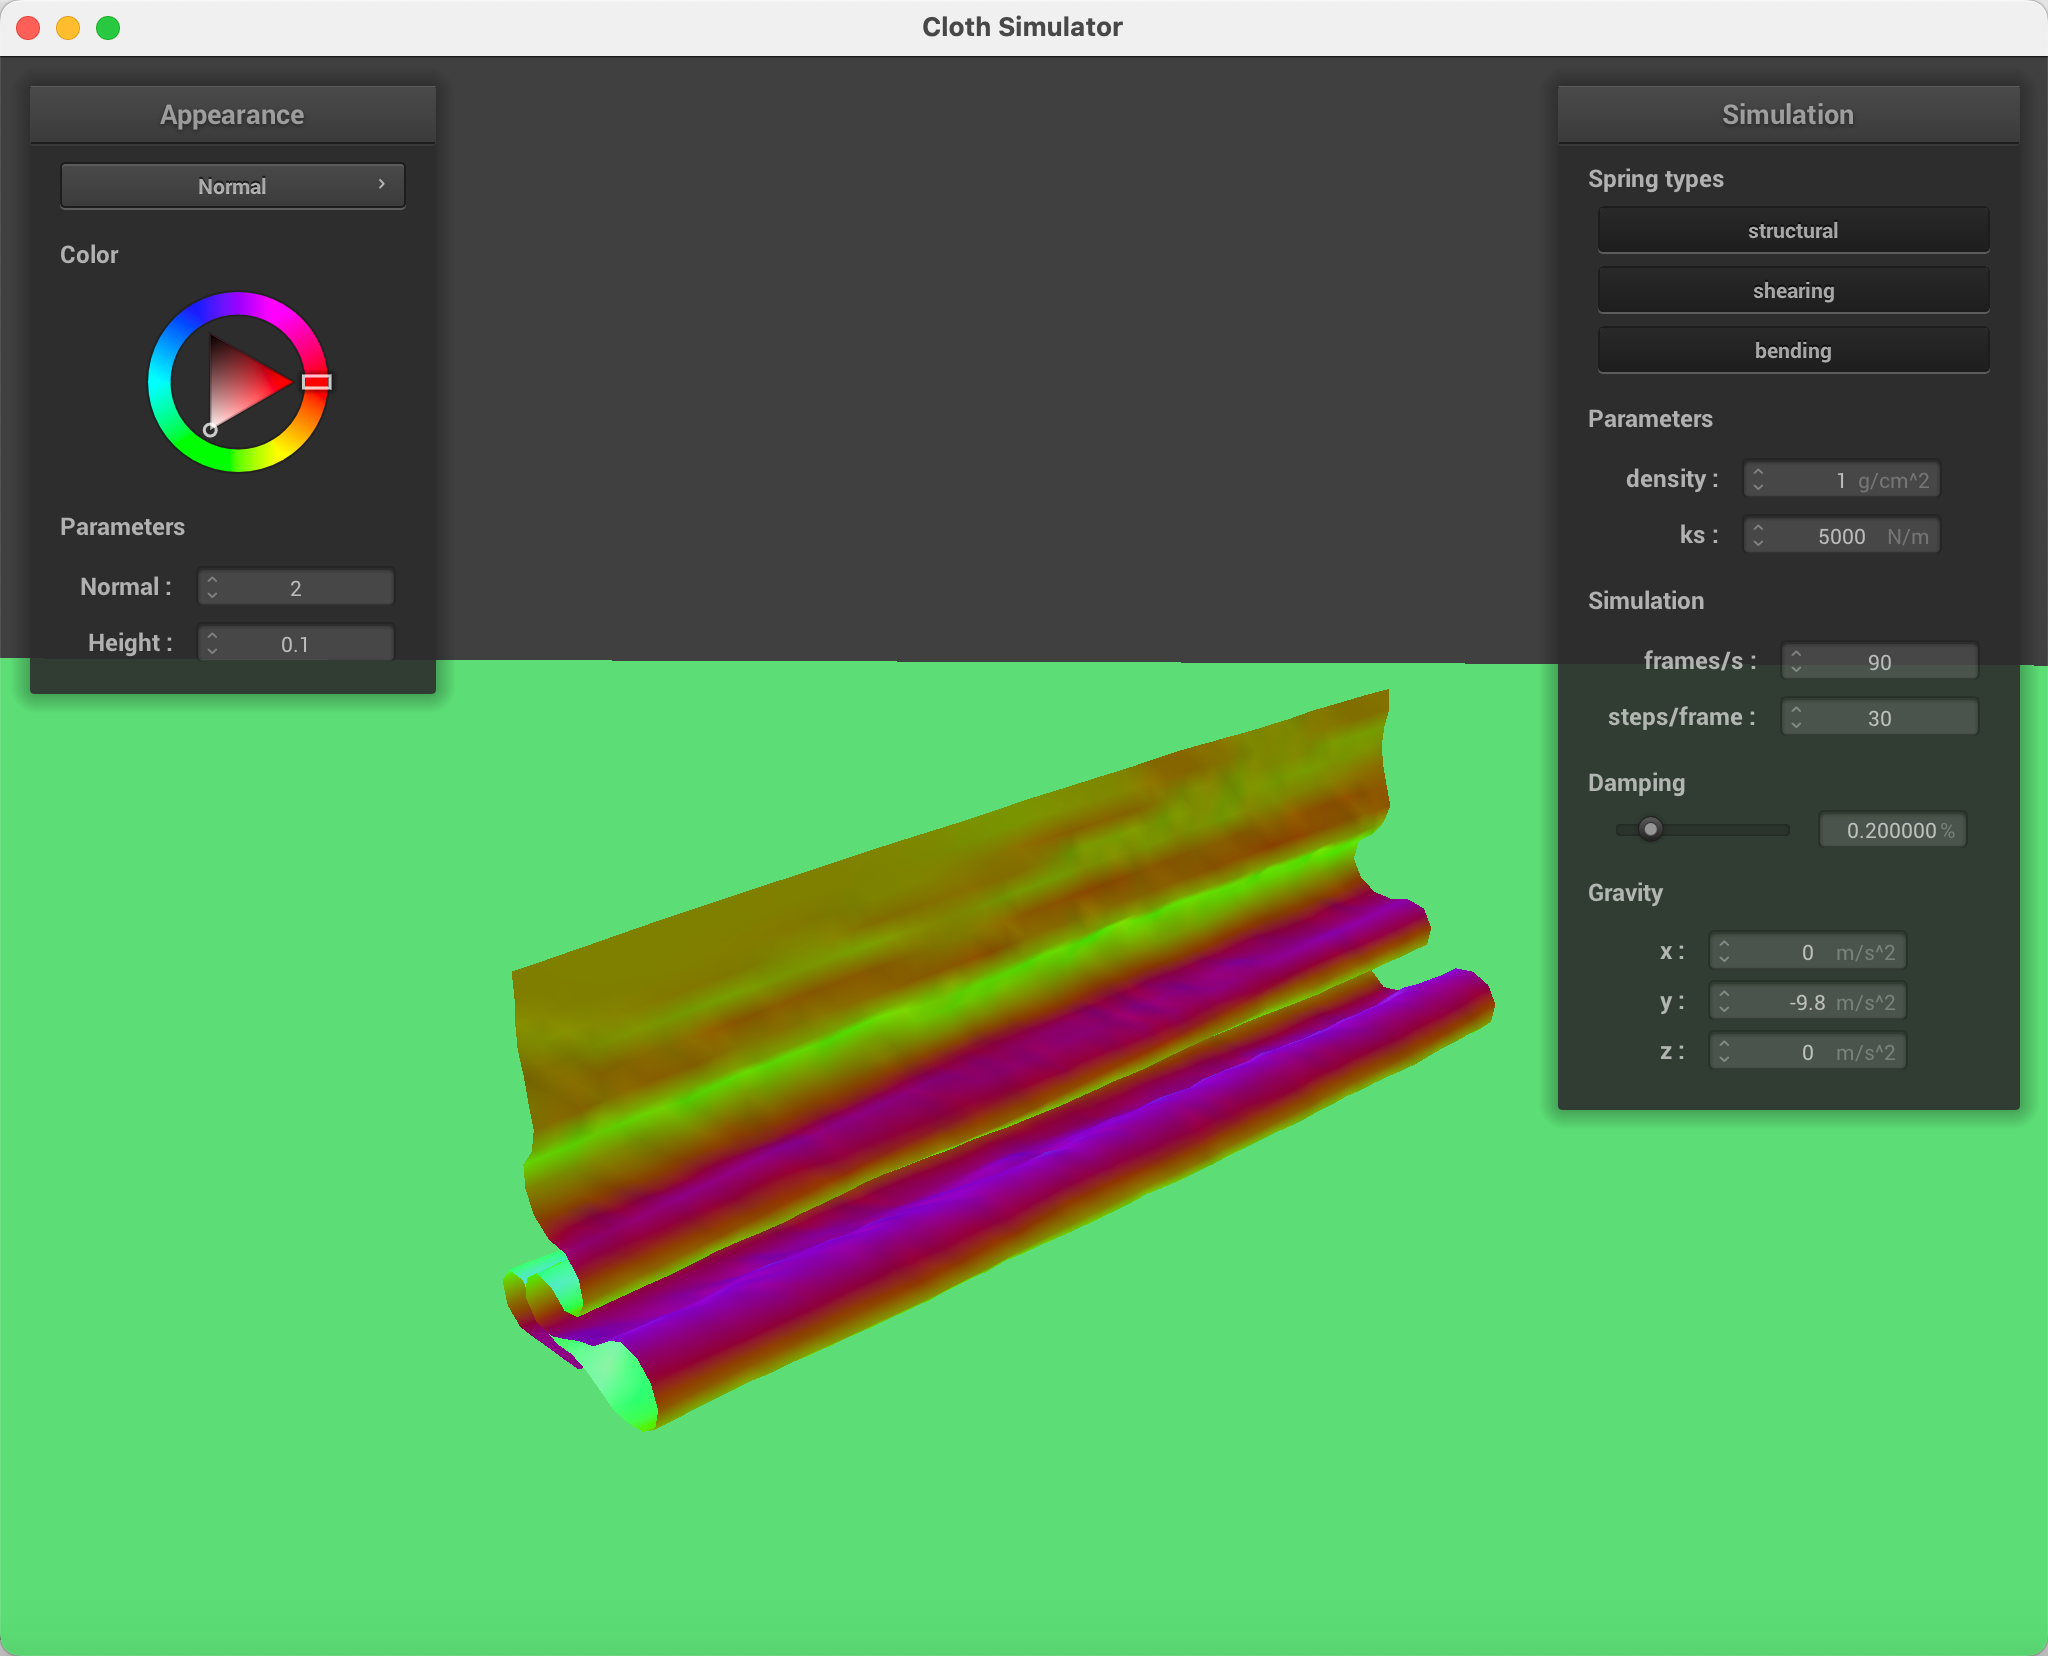 Cloth Simulator
Appearance
Normal
Color
Parameters
Normal : 2
Height : 0.1
Simulation
Spring types
structural
shearing
bending
Parameters
density : 1 g/cm^2
ks : 5000 N/m
Simulation
frames/s : 90
steps/frame : 30
Damping
0.200000 %
Gravity
x : 0 m/s^2
y : -9.8 m/s^2
z : 0 m/s^2